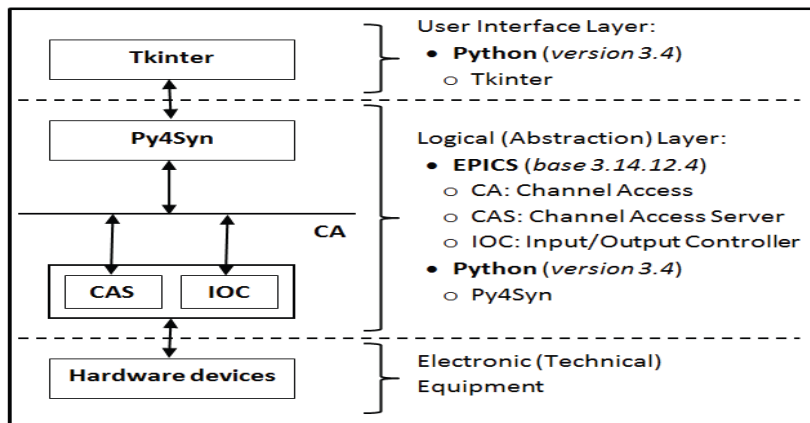 Tkinter
User Interface Layer:
• Python (version 3.4)
○ Tkinter
Py4Syn
CA
CAS
IOC
Logical (Abstraction) Layer:
• EPICS (base 3.14.12.4)
○ CA: Channel Access
○ CAS: Channel Access Server
○ IOC: Input/Output Controller
• Python (version 3.4)
○ Py4Syn
Hardware devices
Electronic (Technical)
Equipment